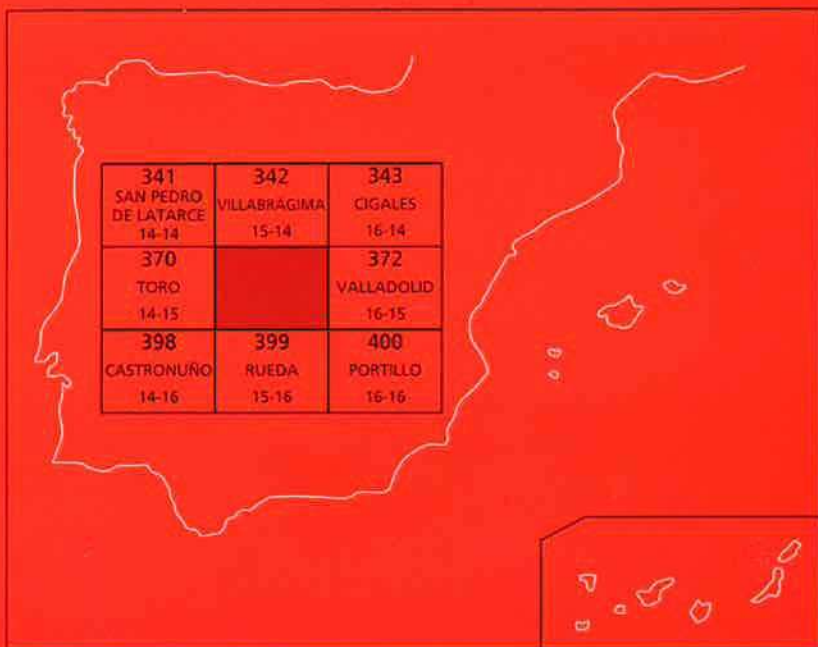 341
SAN PEDRO
DE LATARCE
14-14
342
VILLABRÁGIMA
15-14
343
CIGALES
16-14
370
TORO
14-15
372
VALLADOLID
16-15
398
CASTRONUÑO
14-16
399
RUEDA
15-16
400
PORTILLO
16-16